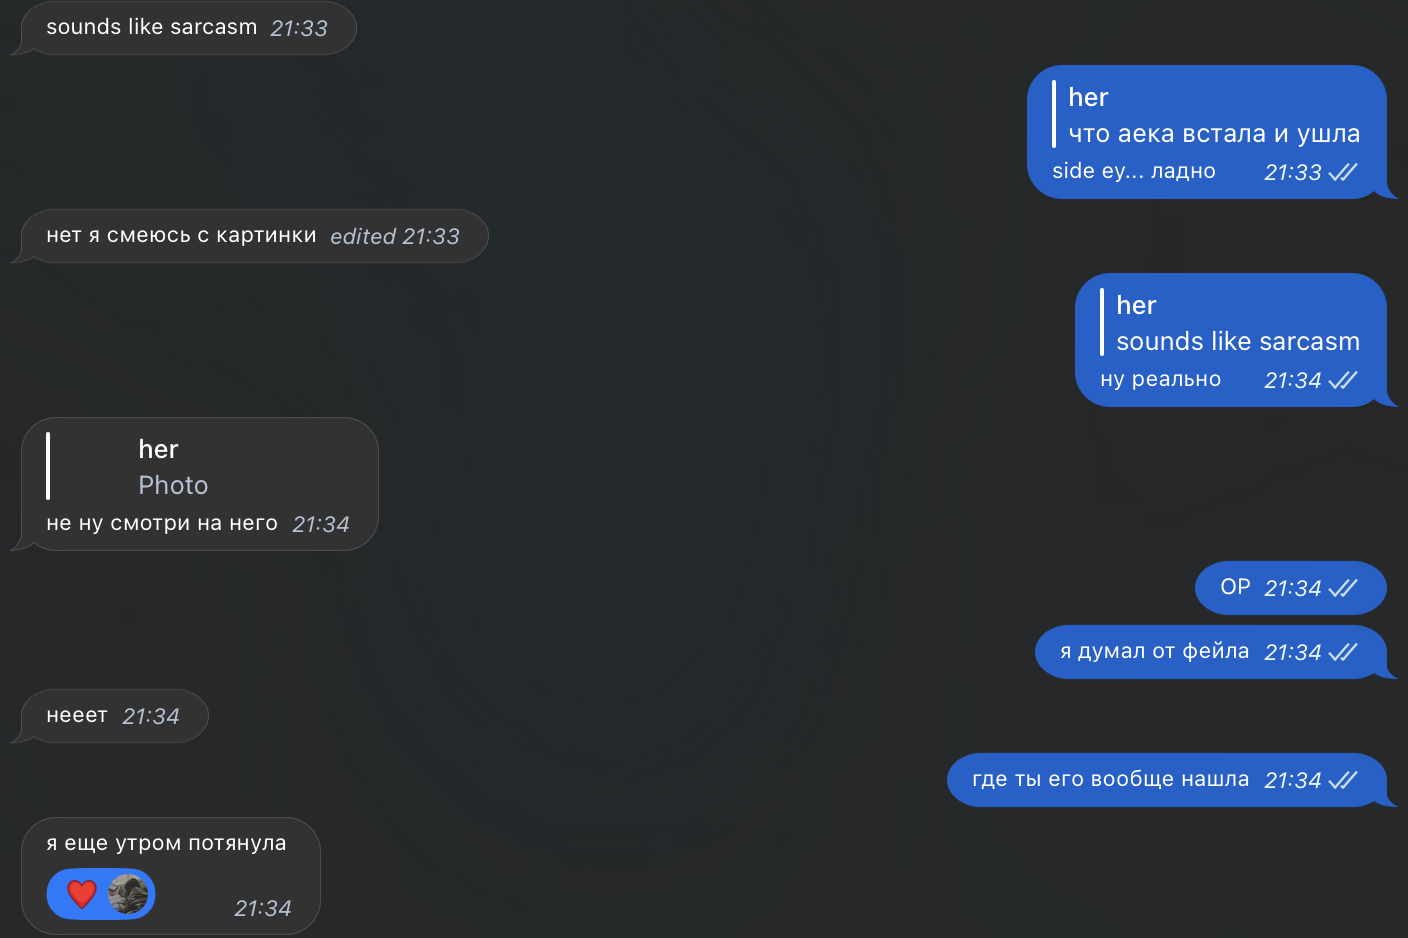 sounds like sarcasm 21:33
her
что аека встала и ушла
side ey... ладно 21:33
нет я смеюсь с картинки edited 21:33
her
sounds like sarcasm
ну реально 21:34
her
Photo
не ну смотри на него 21:34
ОР 21:34
я думал от фейла 21:34
нееет 21:34
где ты его вообще нашла 21:34
я еще утром потянула
21:34